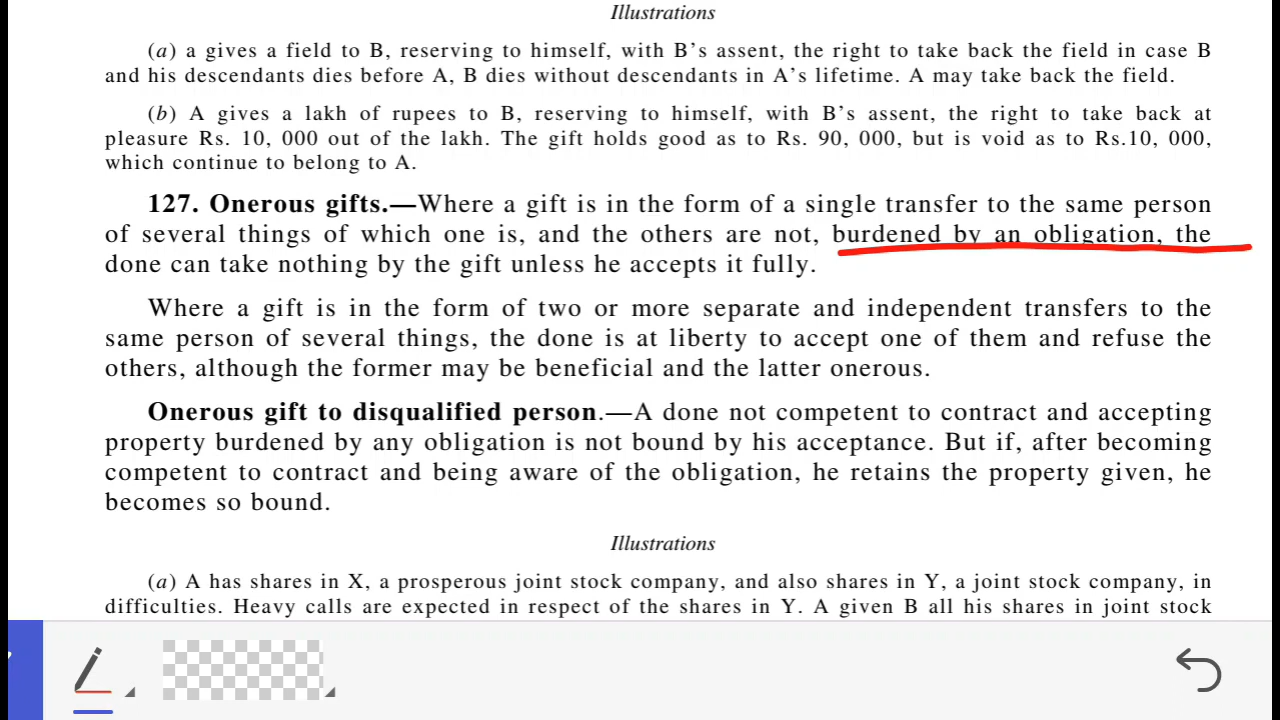 Illustrations
(a) a gives a field to B, reserving to himself, with B’s assent, the right to take back the field in case B
and his descendants dies before A, B dies without descendants in A’s lifetime. A may take back the field.
(b) A gives a lakh of rupees to B, reserving to himself, with B’s assent, the right to take back at
pleasure Rs. 10, 000 out of the lakh. The gift holds good as to Rs. 90, 000, but is void as to Rs.10, 000,
which continue to belong to A.
127. Onerous gifts.—Where a gift is in the form of a single transfer to the same person
of several things of which one is, and the others are not, burdened by an obligation, the
done can take nothing by the gift unless he accepts it fully.
Where a gift is in the form of two or more separate and independent transfers to the
same person of several things, the done is at liberty to accept one of them and refuse the
others, although the former may be beneficial and the latter onerous.
Onerous gift to disqualified person.—A done not competent to contract and accepting
property burdened by any obligation is not bound by his acceptance. But if, after becoming
competent to contract and being aware of the obligation, he retains the property given, he
becomes so bound.
Illustrations
(a) A has shares in X, a prosperous joint stock company, and also shares in Y, a joint stock company, in
difficulties. Heavy calls are expected in respect of the shares in Y. A given B all his shares in joint stock